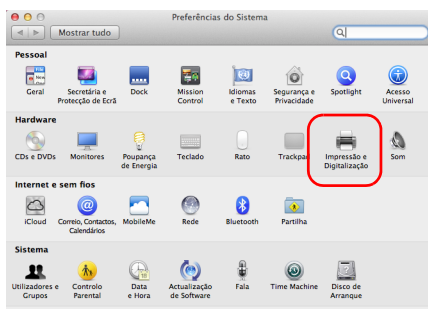 Preferências do Sistema
Mostrar tudo
Pessoal
Geral
Secretária e
Protecção de Ecrã
Dock
Mission
Control
Idiomas
e Texto
Segurança e
Privacidade
Spotlight
Acesso
Universal
Hardware
CDs e DVDs
Monitores
Poupança
de Energia
Teclado
Rato
Trackpad
Impressão e
Digitalização
Som
Internet e sem fios
iCloud
Correio, Contactos,
Calendários
MobileMe
Rede
Bluetooth
Partilha
Sistema
Utilizadores e
Grupos
Controlo
Parental
Data
e Hora
Actualização
de Software
Fala
Time Machine
Disco de
Arranque